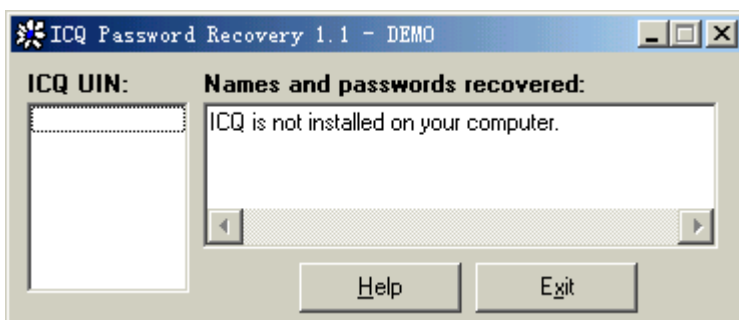 ICQ Password Recovery 1.1 - DEMO
ICQ UIN:
Names and passwords recovered:
ICQ is not installed on your computer.
Help
Exit